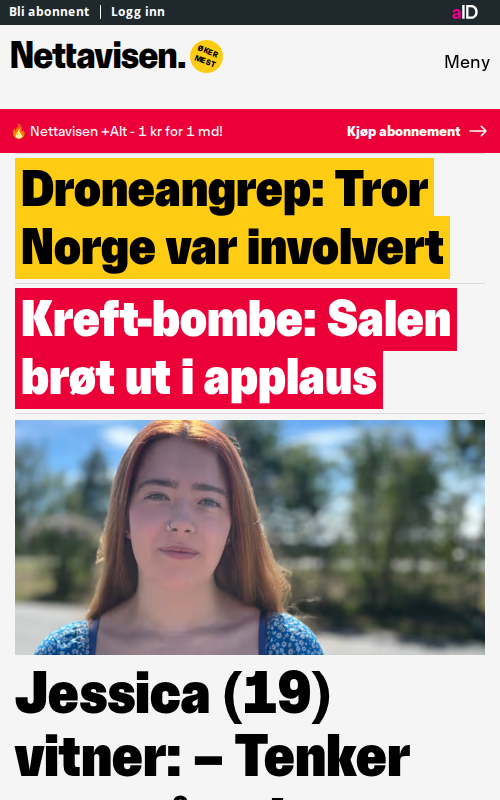 Bli abonnent | Logg inn
aID
Nettavisen.
ØKER
MEST
Meny
Nettavisen +Alt - 1 kr for 1 md!
Kjøp abonnement
Droneangrep: Tror
Norge var involvert
Kreft-bombe: Salen
brøt ut i applaus
Jessica (19)
vitner: – Tenker